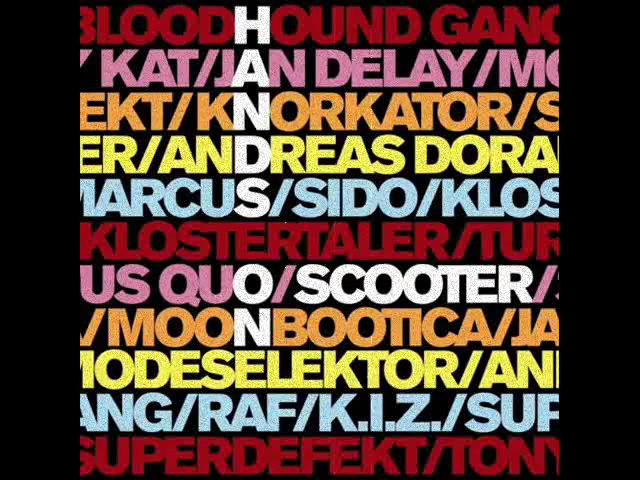 BLOODHOUND GANG
Y KAT/JAN DELAY/MO
EKT/KNORKATOR/S
ER/ANDREAS DORA
MARCUS/SIDO/KLOS
KLOSTERTALER/TUR
US QUO/SCOOTER/S
/MOONBOOTICA/JA
MODESELEKTOR/AN
ANG/RAF/K.I.Z./SUP
SUPERDEFEKT/TONY